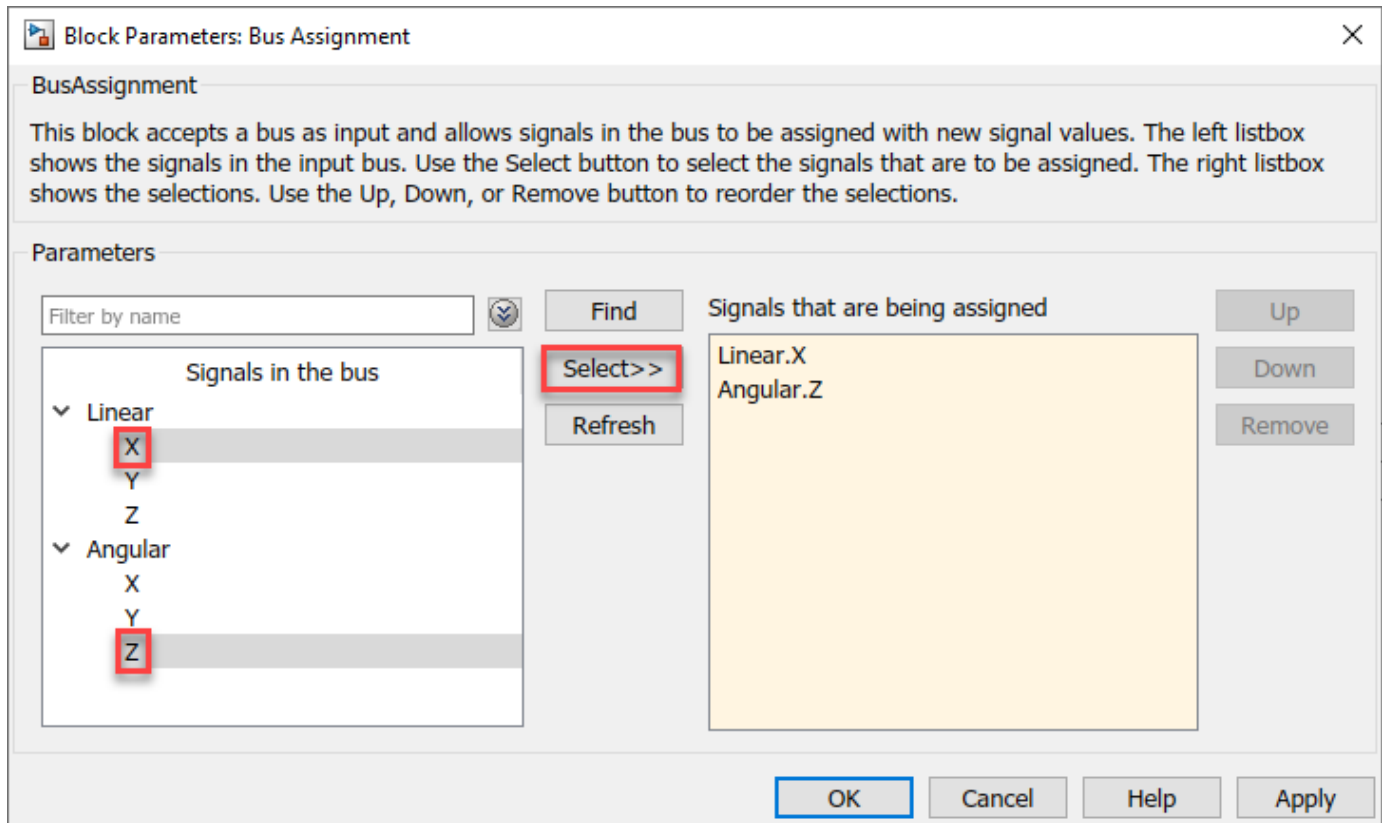 Block Parameters: Bus Assignment
BusAssignment
This block accepts a bus as input and allows signals in the bus to be assigned with new signal values. The left listbox
shows the signals in the input bus. Use the Select button to select the signals that are to be assigned. The right listbox
shows the selections. Use the Up, Down, or Remove button to reorder the selections.
Parameters
Filter by name
Find
Select>>
Refresh
Signals in the bus
Linear
X
Y
Z
Angular
X
Y
Z
Signals that are being assigned
Linear.X
Angular.Z
Up
Down
Remove
OK
Cancel
Help
Apply